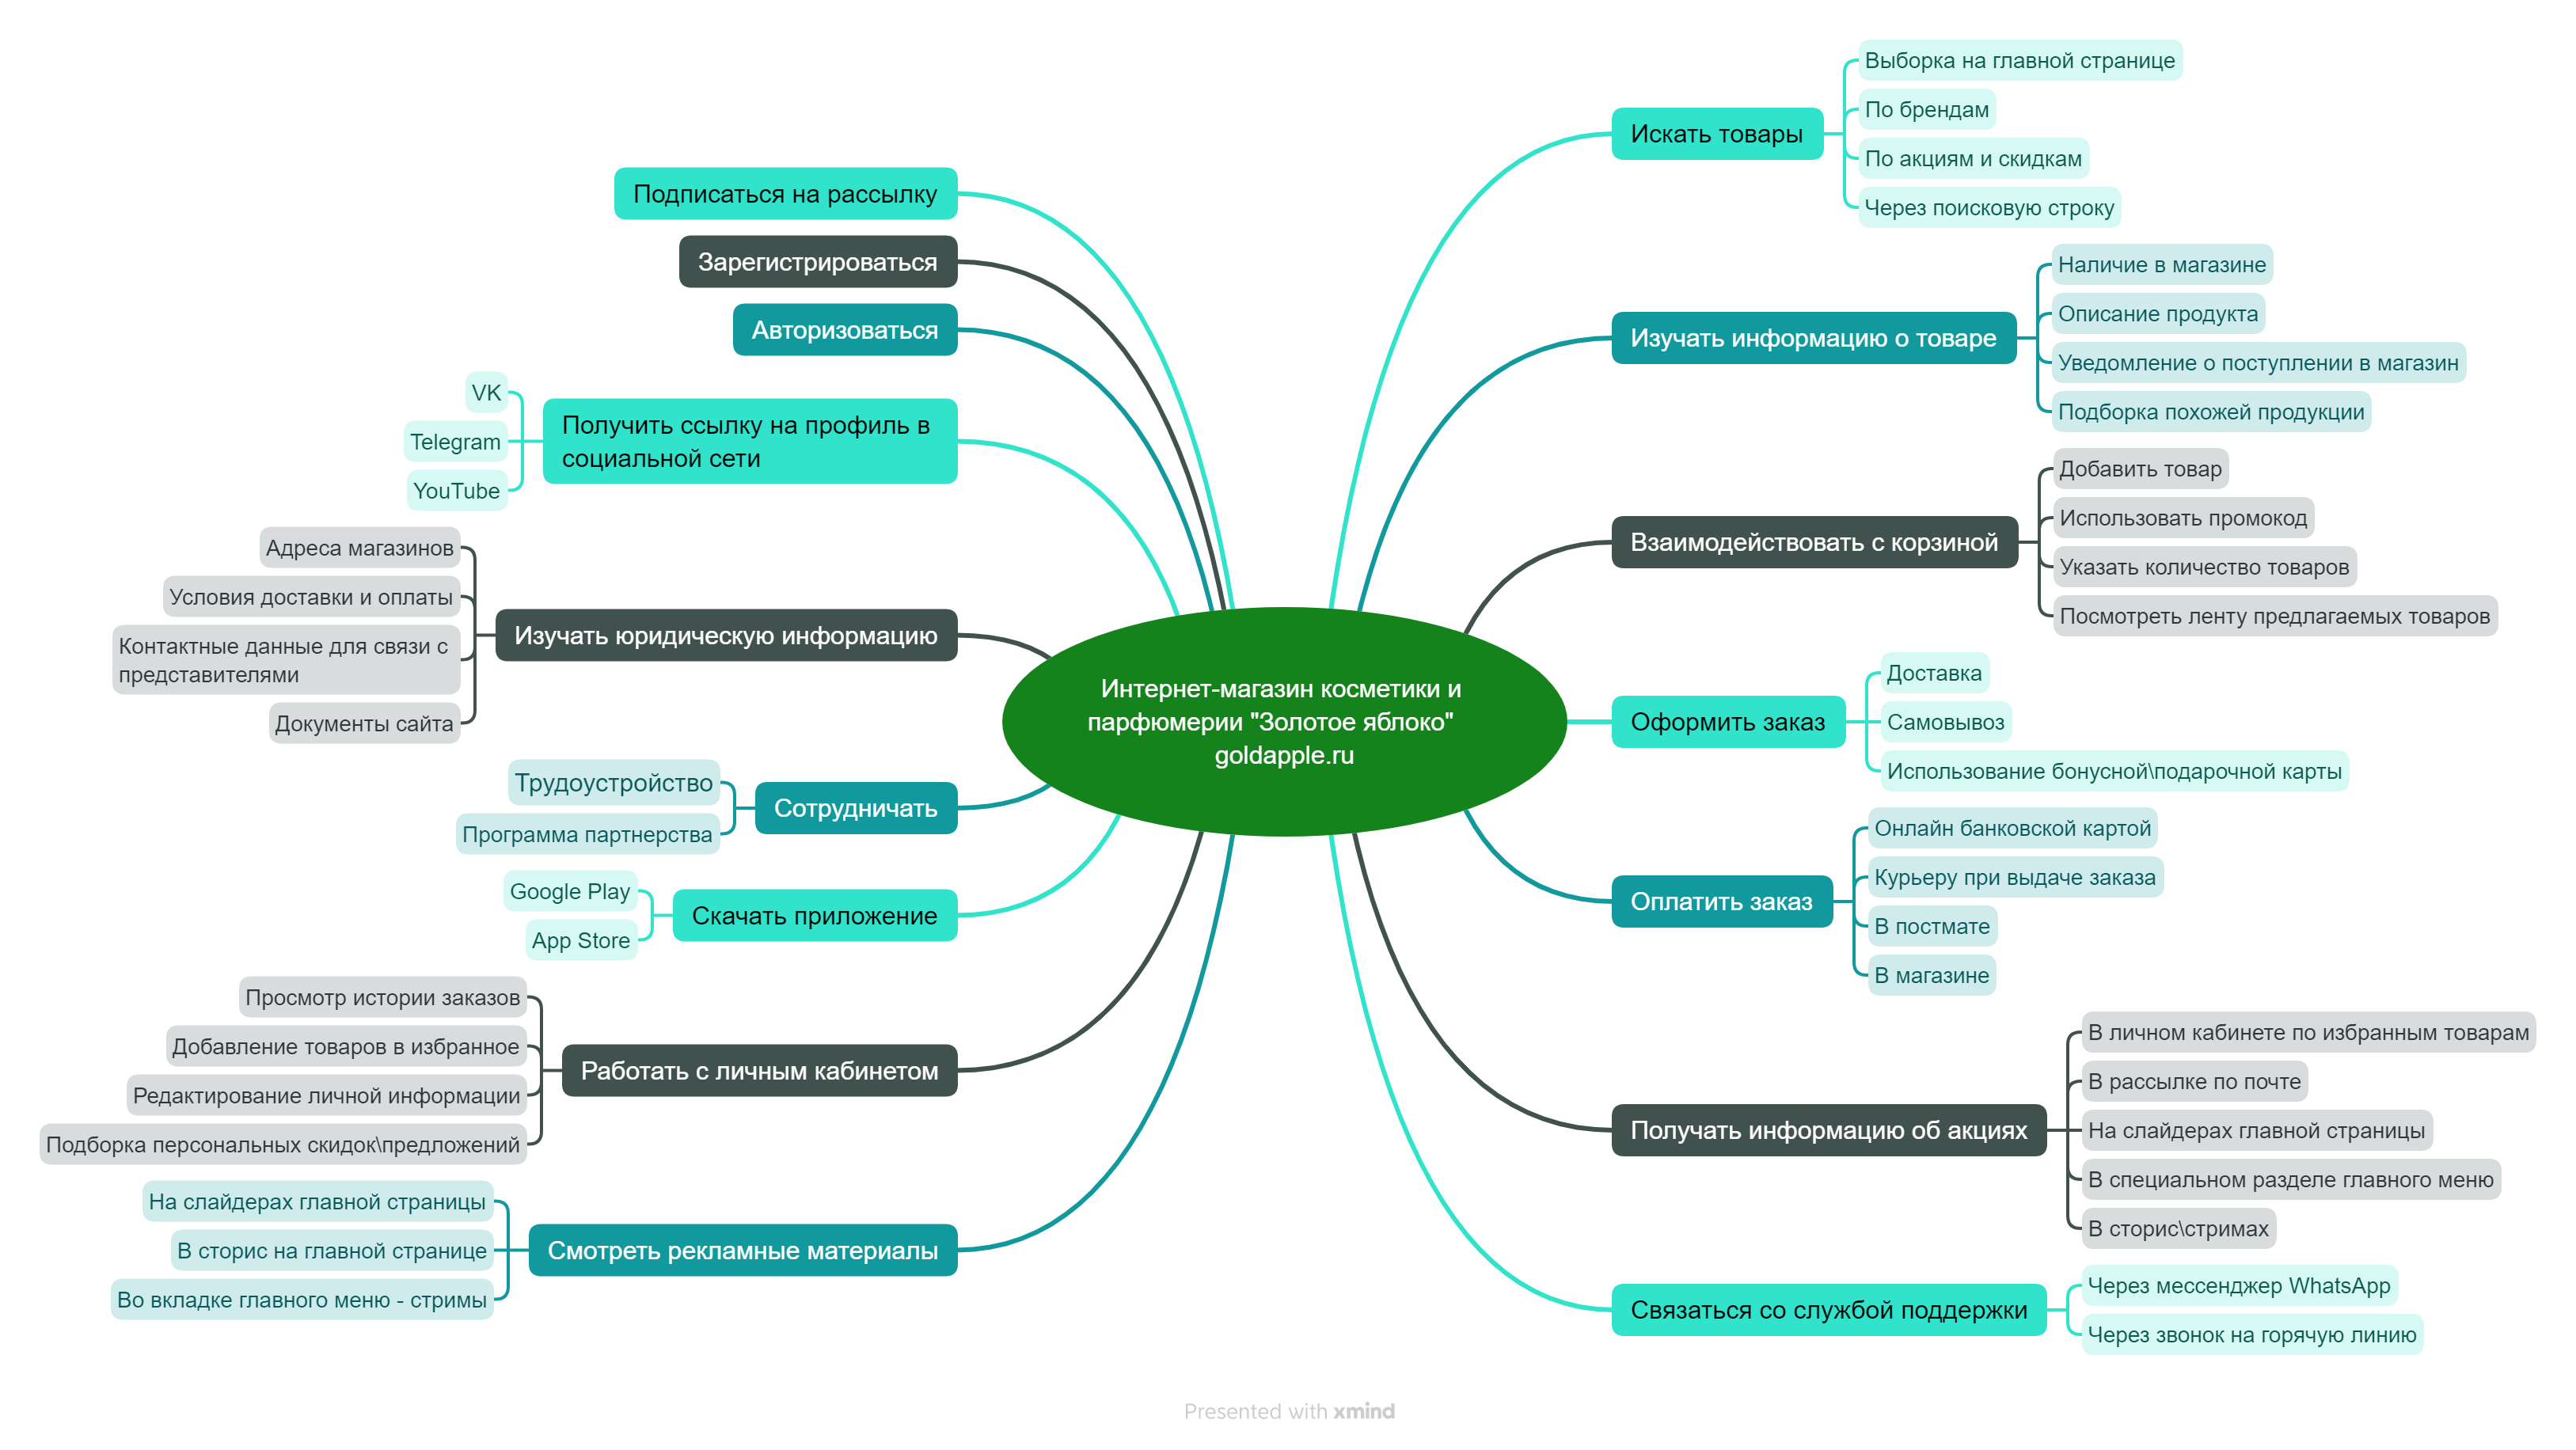 Интернет-магазин косметики и
парфюмерии "Золотое яблоко"
goldapple.ru
Искать товары
Выборка на главной странице
По брендам
По акциям и скидкам
Через поисковую строку
Изучать информацию о товаре
Наличие в магазине
Описание продукта
Уведомление о поступлении в магазин
Подборка похожей продукции
Взаимодействовать с корзиной
Добавить товар
Использовать промокод
Указать количество товаров
Посмотреть ленту предлагаемых товаров
Оформить заказ
Доставка
Самовывоз
Использование бонусной\подарочной карты
Оплатить заказ
Онлайн банковской картой
Курьеру при выдаче заказа
В постмате
В магазине
Получать информацию об акциях
В личном кабинете по избранным товарам
В рассылке по почте
На слайдерах главной страницы
В специальном разделе главного меню
В сторис\стримах
Связаться со службой поддержки
Через мессенджер WhatsApp
Через звонок на горячую линию
Подписаться на рассылку
Зарегистрироваться
Авторизоваться
Получить ссылку на профиль в
социальной сети
VK
Telegram
YouTube
Изучать юридическую информацию
Адреса магазинов
Условия доставки и оплаты
Контактные данные для связи с
представителями
Документы сайта
Сотрудничать
Трудоустройство
Программа партнерства
Скачать приложение
Google Play
App Store
Работать с личным кабинетом
Просмотр истории заказов
Добавление товаров в избранное
Редактирование личной информации
Подборка персональных скидок\предложений
Смотреть рекламные материалы
На слайдерах главной страницы
В сторис на главной странице
Во вкладке главного меню - стримы
Presented with xmind